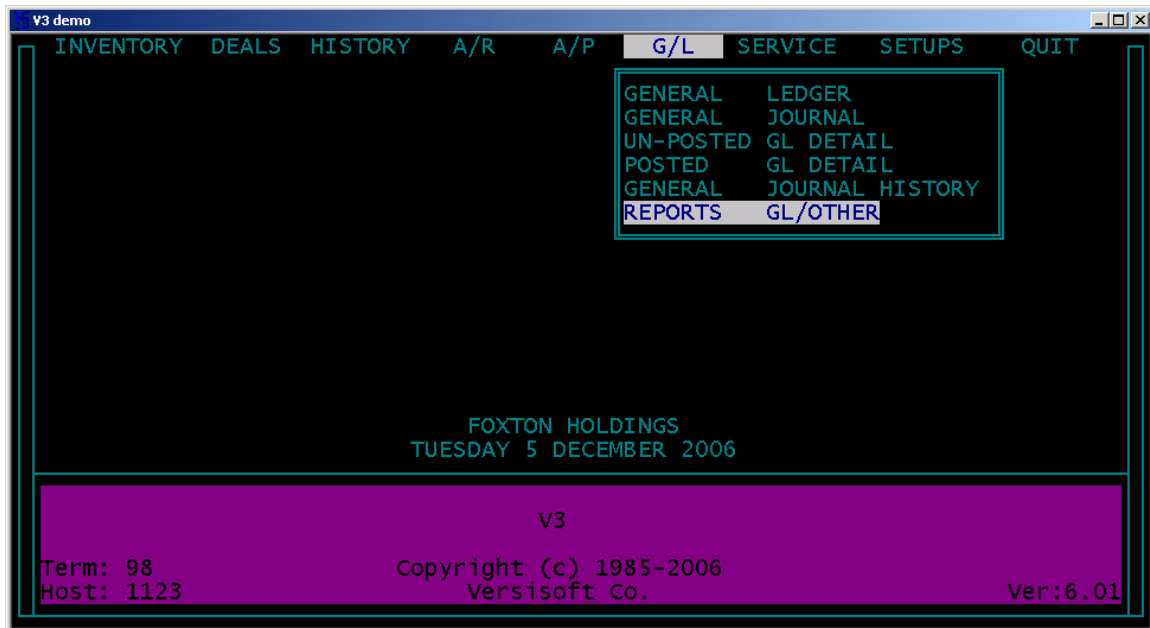 V3 demo
INVENTORY DEALS HISTORY A/R A/P G/L SERVICE SETUPS QUIT
GENERAL LEDGER
GENERAL JOURNAL
UN-POSTED GL DETAIL
POSTED GL DETAIL
GENERAL JOURNAL HISTORY
REPORTS GL/OTHER
FOXTON HOLDINGS
TUESDAY 5 DECEMBER 2006
V3
Term: 98 Copyright (c) 1985-2006
Host: 1123 Versisoft Co. Ver:6.01